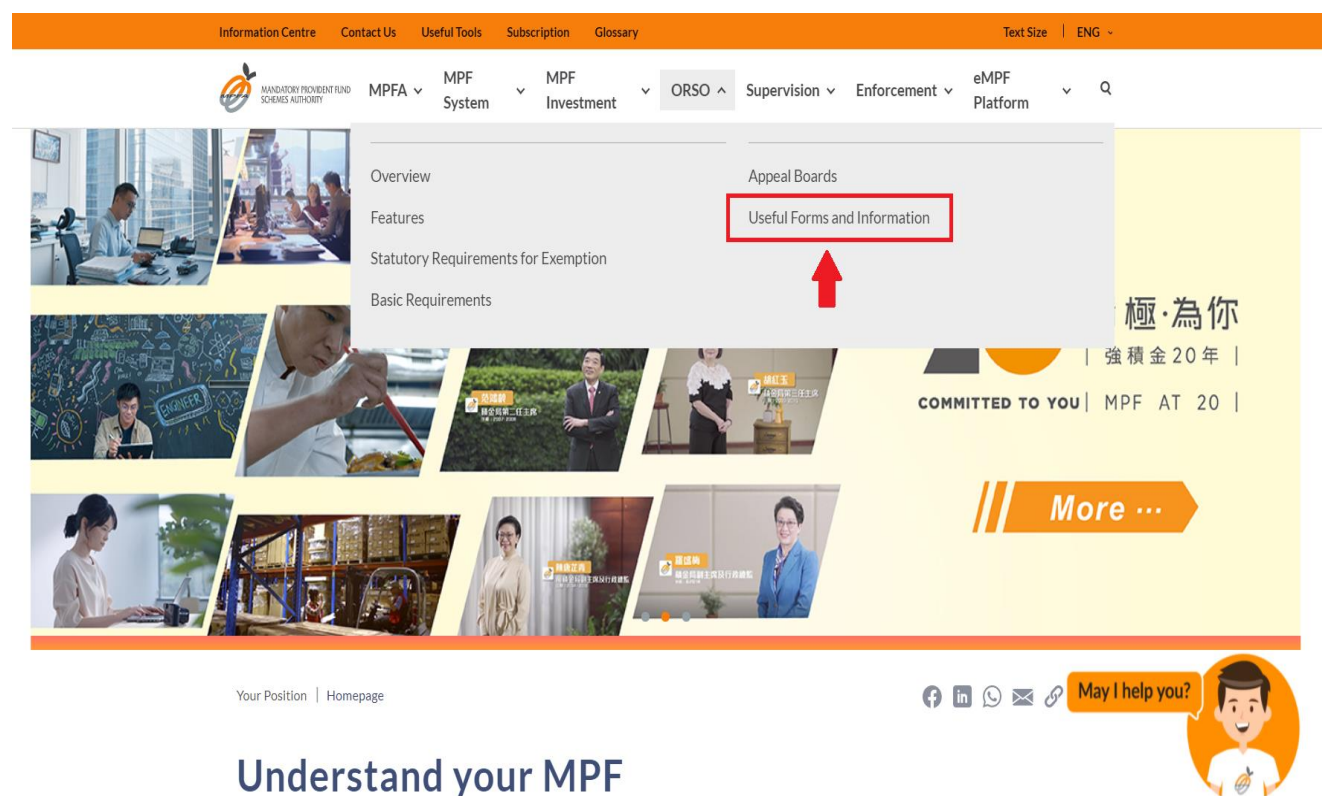 Information Centre Contact Us Useful Tools Subscription Glossary Text Size | ENG
MANDATORY PROVIDENT FUND
SCHEMES AUTHORITY
MPFA
MPF
System
MPF
Investment
ORSO
Supervision
Enforcement
eMPF
Platform
Overview
Features
Statutory Requirements for Exemption
Basic Requirements
Appeal Boards
Useful Forms and Information
極·為你
| 強積金20年 |
COMMITTED TO YOU | MPF AT 20 |
ENGINEER
More ...
Your Position | Homepage
May I help you?
Understand your MPF